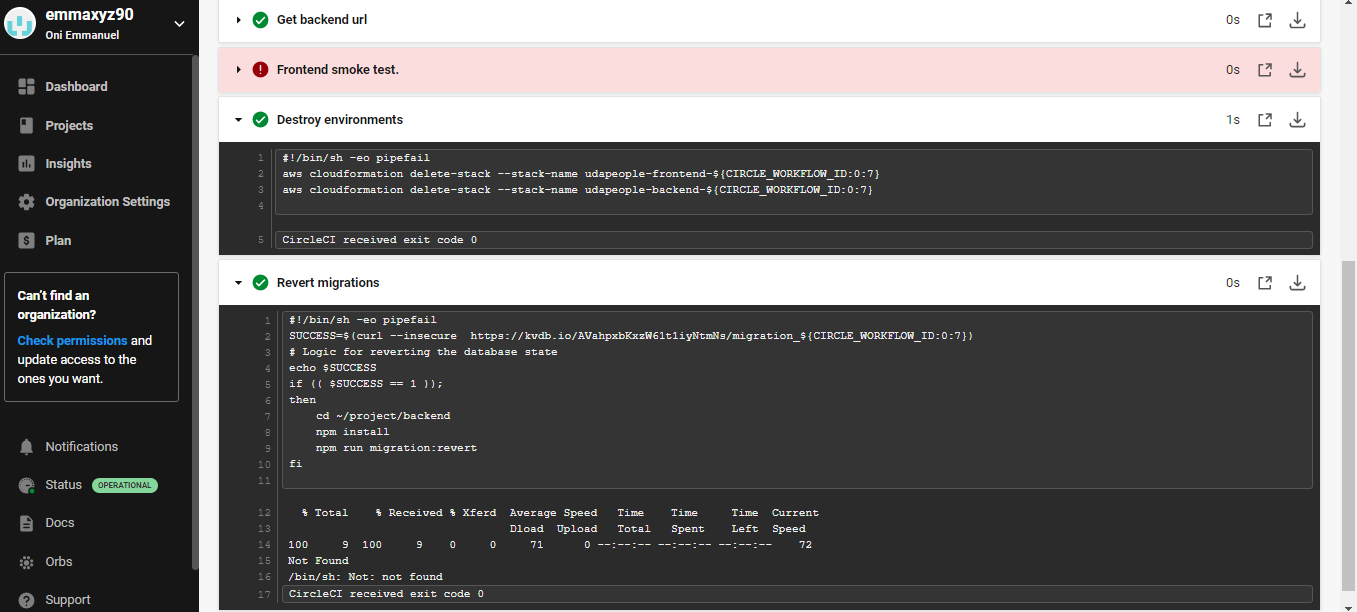 emmaxyz90
Oni Emmanuel
Dashboard
Projects
Insights
Organization Settings
Plan
Can't find an
organization?
Check permissions and
update access to the
ones you want.
Notifications
Status OPERATIONAL
Docs
Orbs
Support
Get backend url 0s
Frontend smoke test. 0s
Destroy environments 1s
1 #!/bin/sh -eo pipefail
2 aws cloudformation delete-stack --stack-name udapeople-frontend-${CIRCLE_WORKFLOW_ID:0:7}
3 aws cloudformation delete-stack --stack-name udapeople-backend-${CIRCLE_WORKFLOW_ID:0:7}
4
5 CircleCI received exit code 0
Revert migrations 0s
1 #!/bin/sh -eo pipefail
2 SUCCESS=$(curl --insecure  https://kvdb.io/AVahpxbKxzW61t1iyNtmNs/migration_${CIRCLE_WORKFLOW_ID:0:7})
3 # Logic for reverting the database state
4 echo $SUCCESS
5 if (( $SUCCESS == 1 ));
6 then
7 cd ~/project/backend
8 npm install
9 npm run migration:revert
10 fi
11
12 % Total % Received % Xferd Average Speed Time Time Time Current
13 Dload Upload Total Spent Left Speed
14 100 9 100 9 0 0 71 0 --:--:-- --:--:-- --:--:-- 72
15 Not Found
16 /bin/sh: Not: not found
17 CircleCI received exit code 0